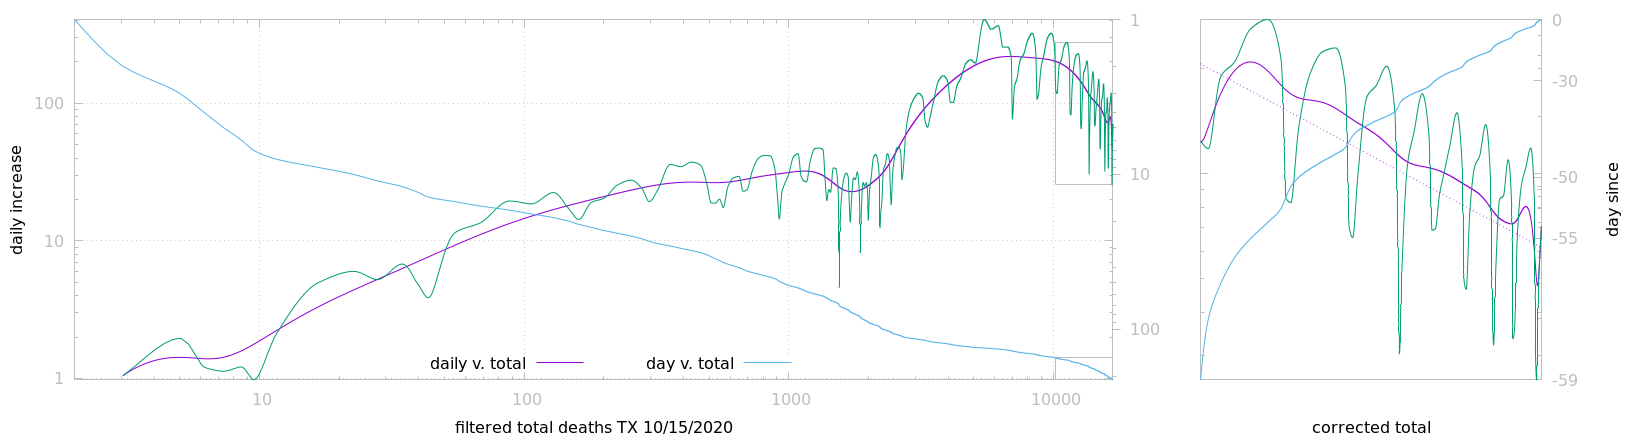 daily increase
100
10
1
10
100
1000
10000
filtered total deaths TX 10/15/2020
daily v. total
day v. total
1
10
100
0
-30
-50
-55
-59
day since
corrected total